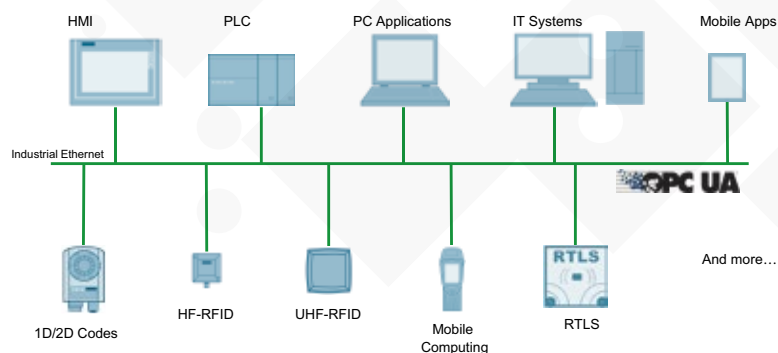 HMI
PLC
PC Applications
IT Systems
Mobile Apps
Industrial Ethernet
OPC UA
RTLS
And more…
1D/2D Codes
HF-RFID
UHF-RFID
Mobile
Computing
RTLS